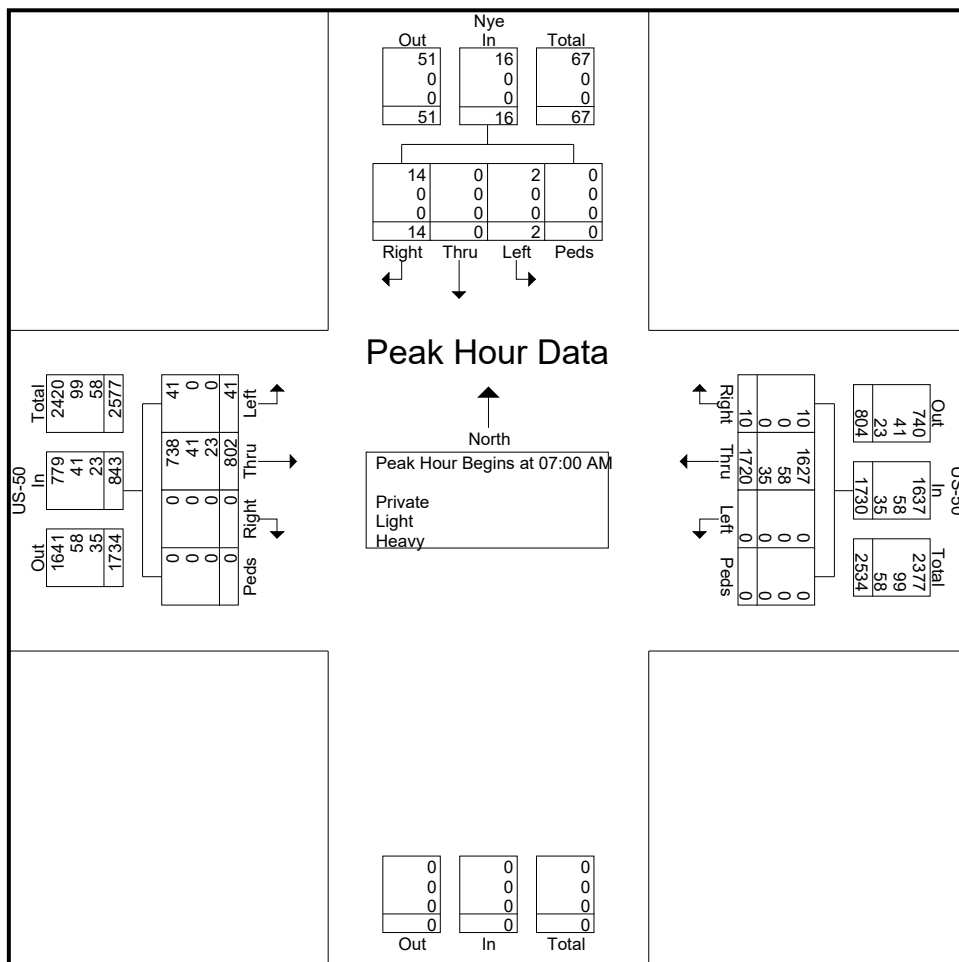 Nye
Out In Total
51 16 67
0 0 0
0 0 0
51 16 67
14 0 2 0
0 0 0 0
0 0 0 0
14 0 2 0
Right Thru Left Peds
Peak Hour Data
North
Peak Hour Begins at 07:00 AM
Private
Light
Heavy
US-50
Total
2420
99
58
2577
In
779
41
23
843
Out
1641
58
35
1734
41
0
0
41
Left
738
41
23
802
Thru
0
0
0
0
Right
0
0
0
0
Peds
Right
10
0
0
10
Thru
1720
35
58
1627
Left
0
0
0
0
Peds
0
0
0
0
US-50
Out
740
41
23
804
In
1637
58
35
1730
Total
2377
99
58
2534
0 0 0
0 0 0
0 0 0
0 0 0
Out In Total